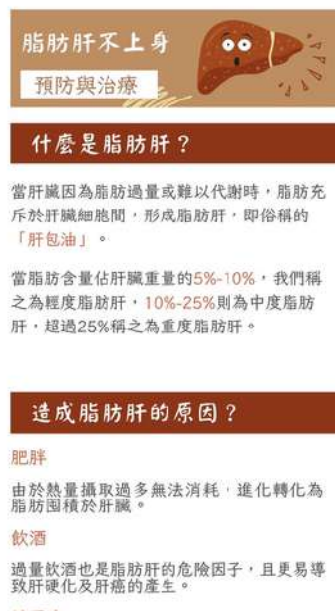 脂肪肝不上身
預防與治療
什麼是脂肪肝？
當肝臟因為脂肪過量或難以代謝時，脂肪充
斥於肝臟細胞間，形成脂肪肝，即俗稱的
「肝包油」。
當脂肪含量佔肝臟重量的5%-10%，我們稱
之為輕度脂肪肝，10%-25%則為中度脂肪
肝，超過25%稱之為重度脂肪肝。
造成脂肪肝的原因？
肥胖
由於熱量攝取過多無法消耗，進化轉化為
脂肪囤積於肝臟。
飲酒
過量飲酒也是脂肪肝的危險因子，且更易導
致肝硬化及肝癌的產生。